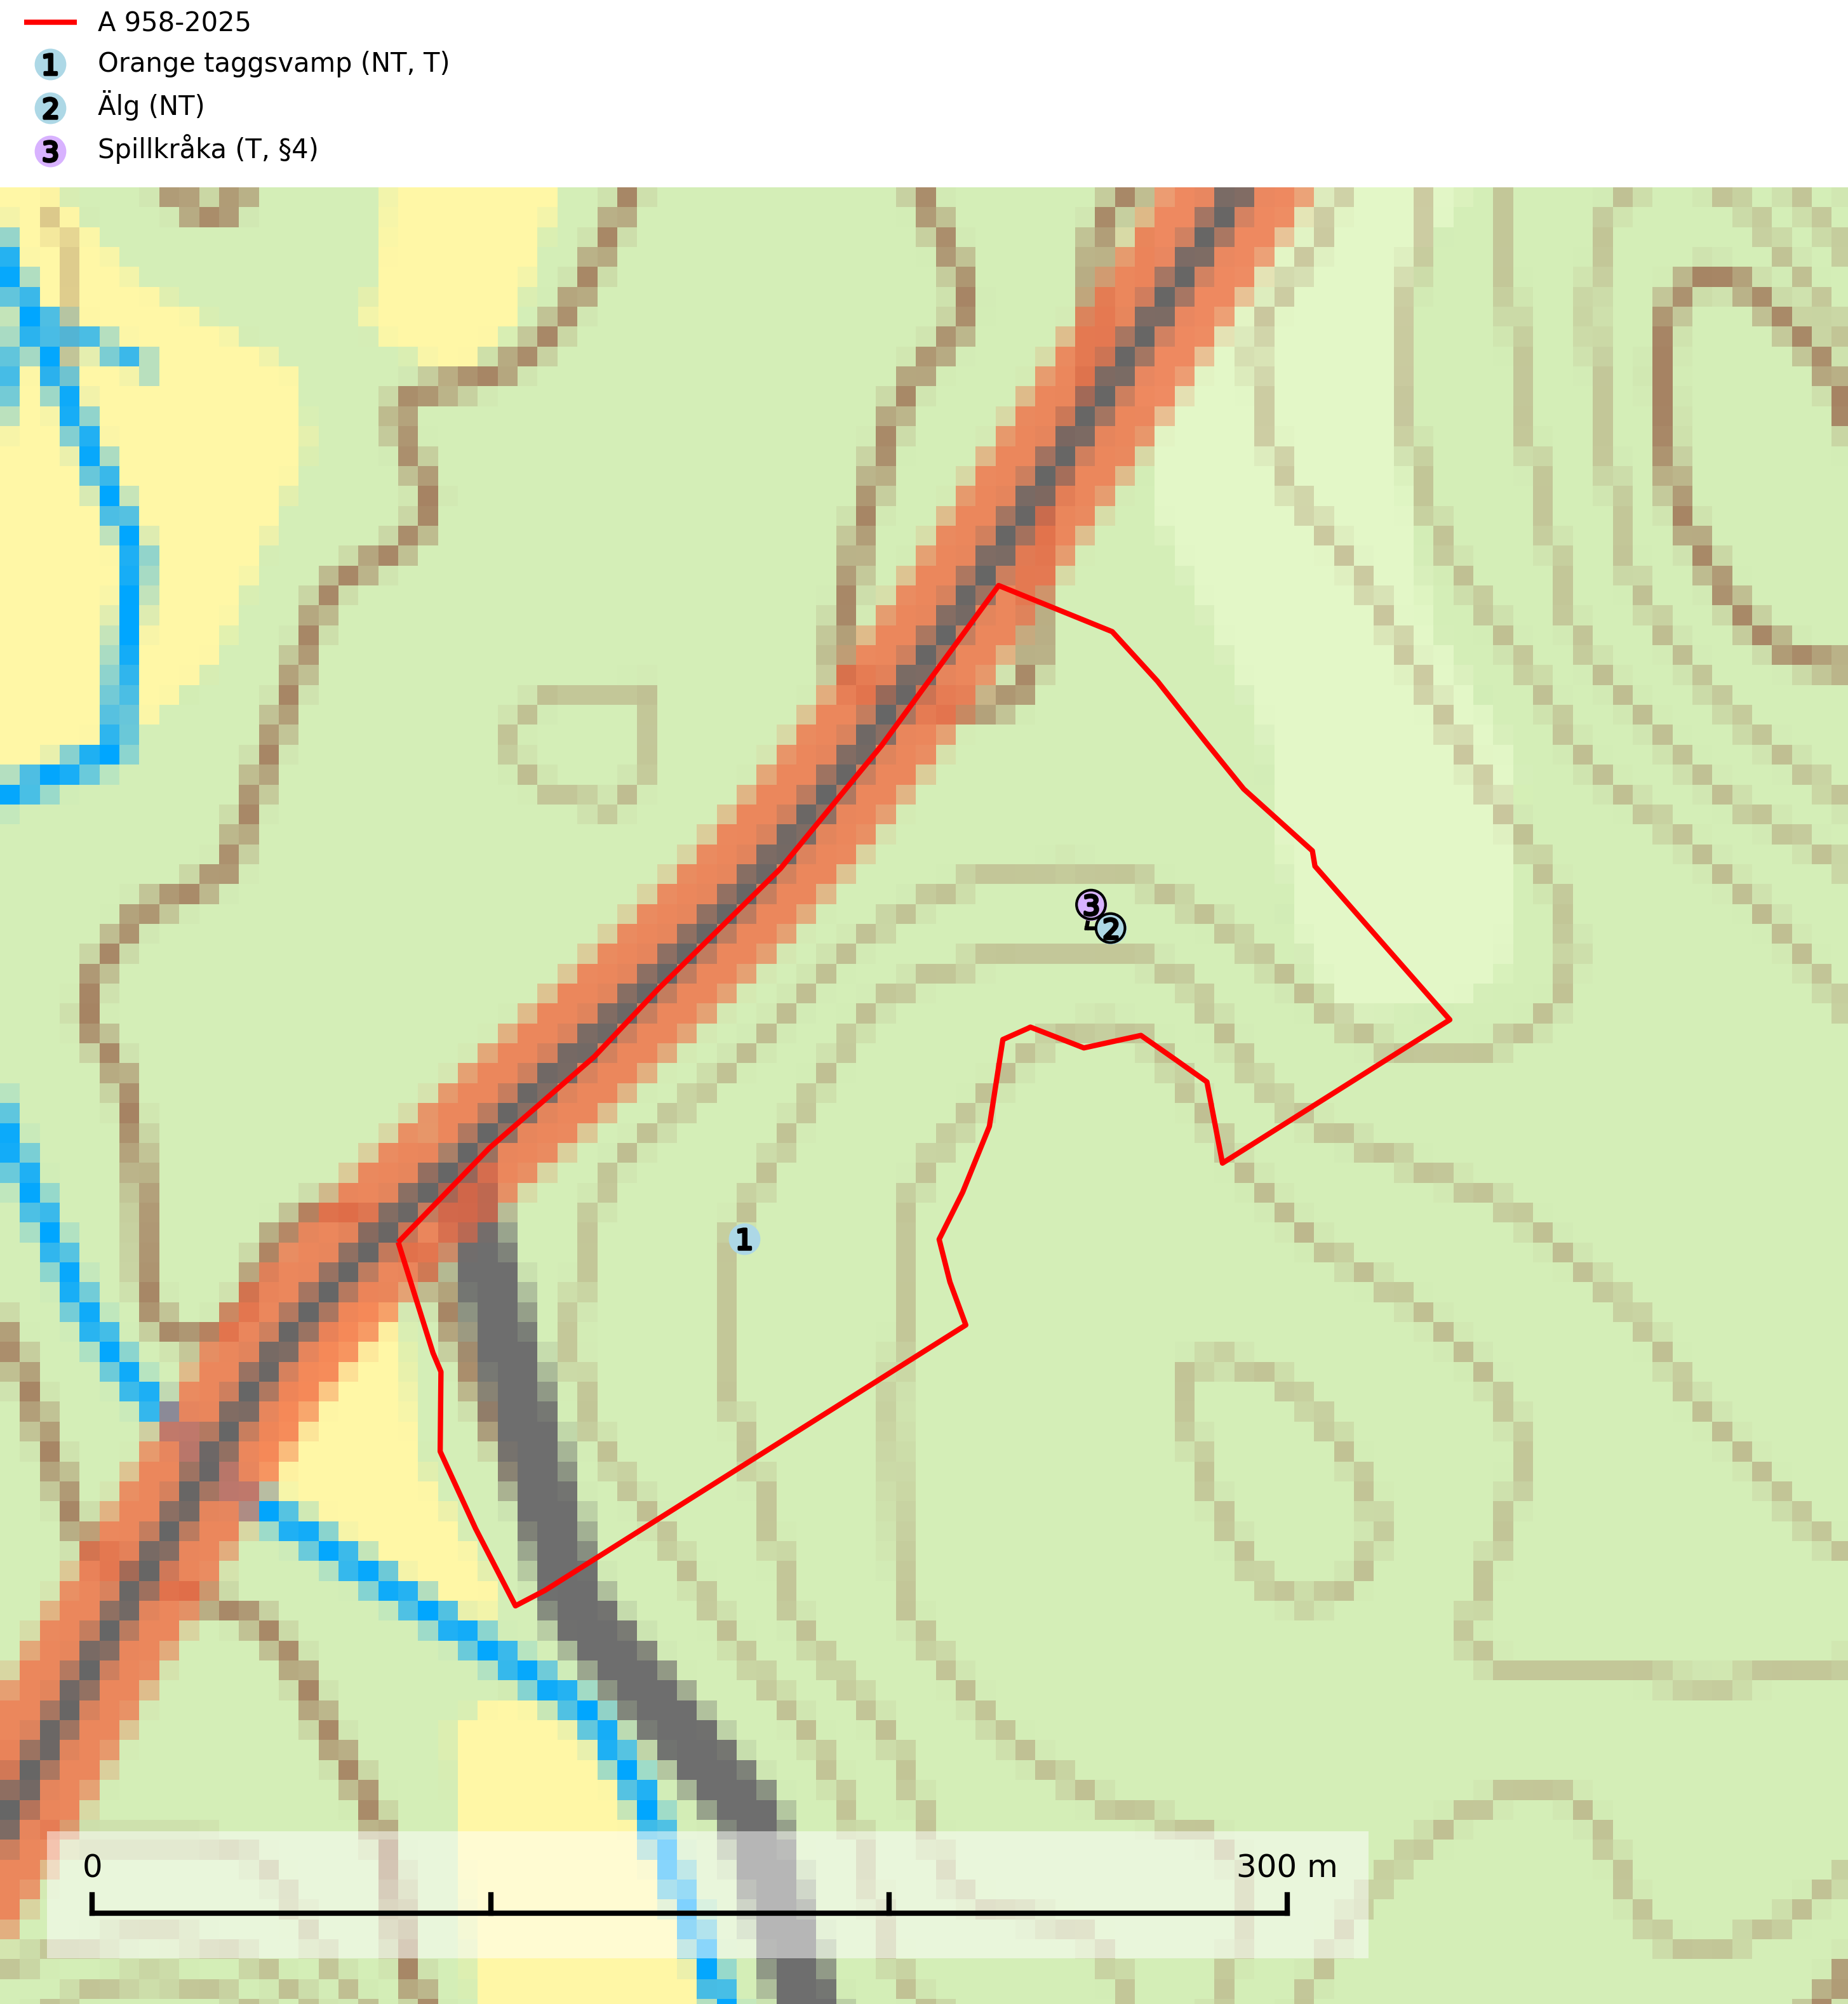 A 958-2025
1 Orange taggsvamp (NT, T)
2 Älg (NT)
3 Spillkråka (T, §4)
3
2
1
0 300 m